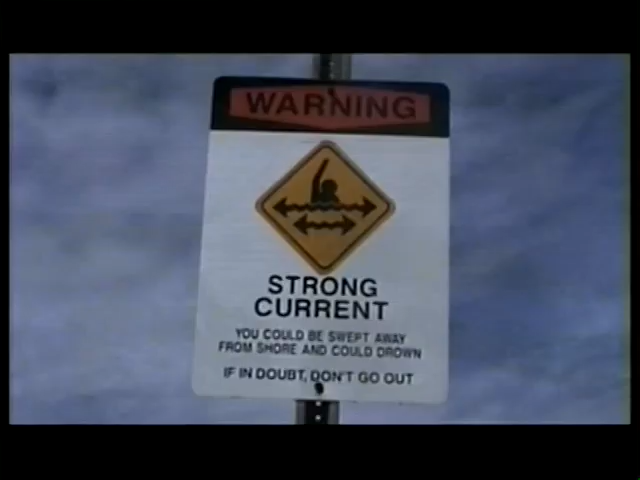 WARNING
STRONG
CURRENT
YOU COULD BE SWEPT AWAY
FROM SHORE AND COULD DROWN
IF IN DOUBT, DON'T GO OUT